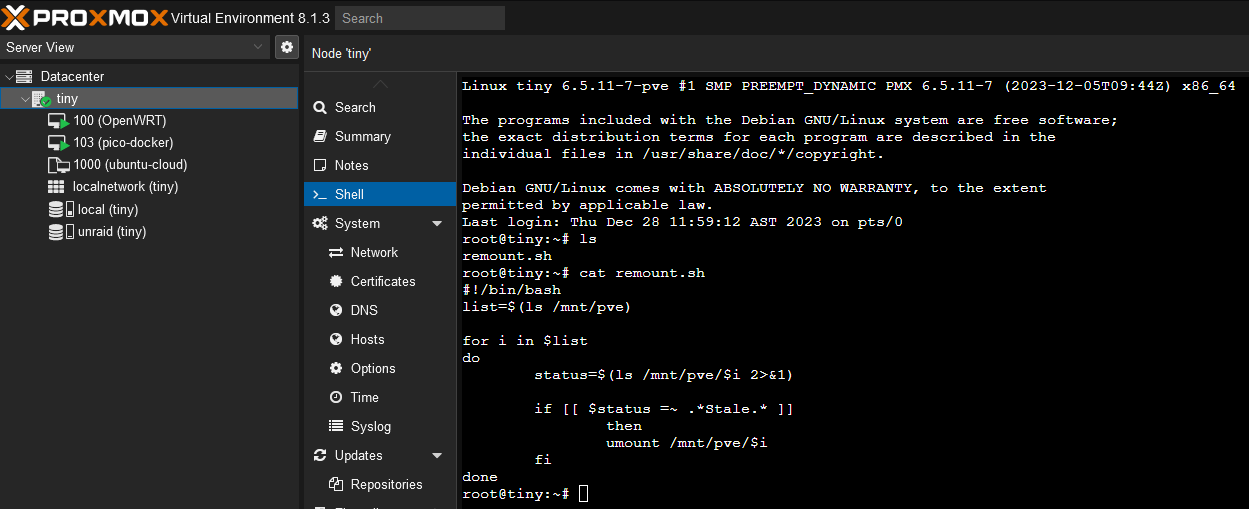 PROXMOX Virtual Environment 8.1.3 Search
Server View
Datacenter
tiny
100 (OpenWRT)
103 (pico-docker)
1000 (ubuntu-cloud)
localnetwork (tiny)
local (tiny)
unraid (tiny)
Node 'tiny'
Search
Summary
Notes
Shell
System
Network
Certificates
DNS
Hosts
Options
Time
Syslog
Updates
Repositories
Linux tiny 6.5.11-7-pve #1 SMP PREEMPT_DYNAMIC PMX 6.5.11-7 (2023-12-05T09:44Z) x86_64
The programs included with the Debian GNU/Linux system are free software;
the exact distribution terms for each program are described in the
individual files in /usr/share/doc/*/copyright.
Debian GNU/Linux comes with ABSOLUTELY NO WARRANTY, to the extent
permitted by applicable law.
Last login: Thu Dec 28 11:59:12 AST 2023 on pts/0
root@tiny:~# ls
remount.sh
root@tiny:~# cat remount.sh
#!/bin/bash
list=$(ls /mnt/pve)
for i in $list
do
status=$(ls /mnt/pve/$i 2>&1)
if [[ $status =~ .*Stale.* ]]
then
umount /mnt/pve/$i
fi
done
root@tiny:~#